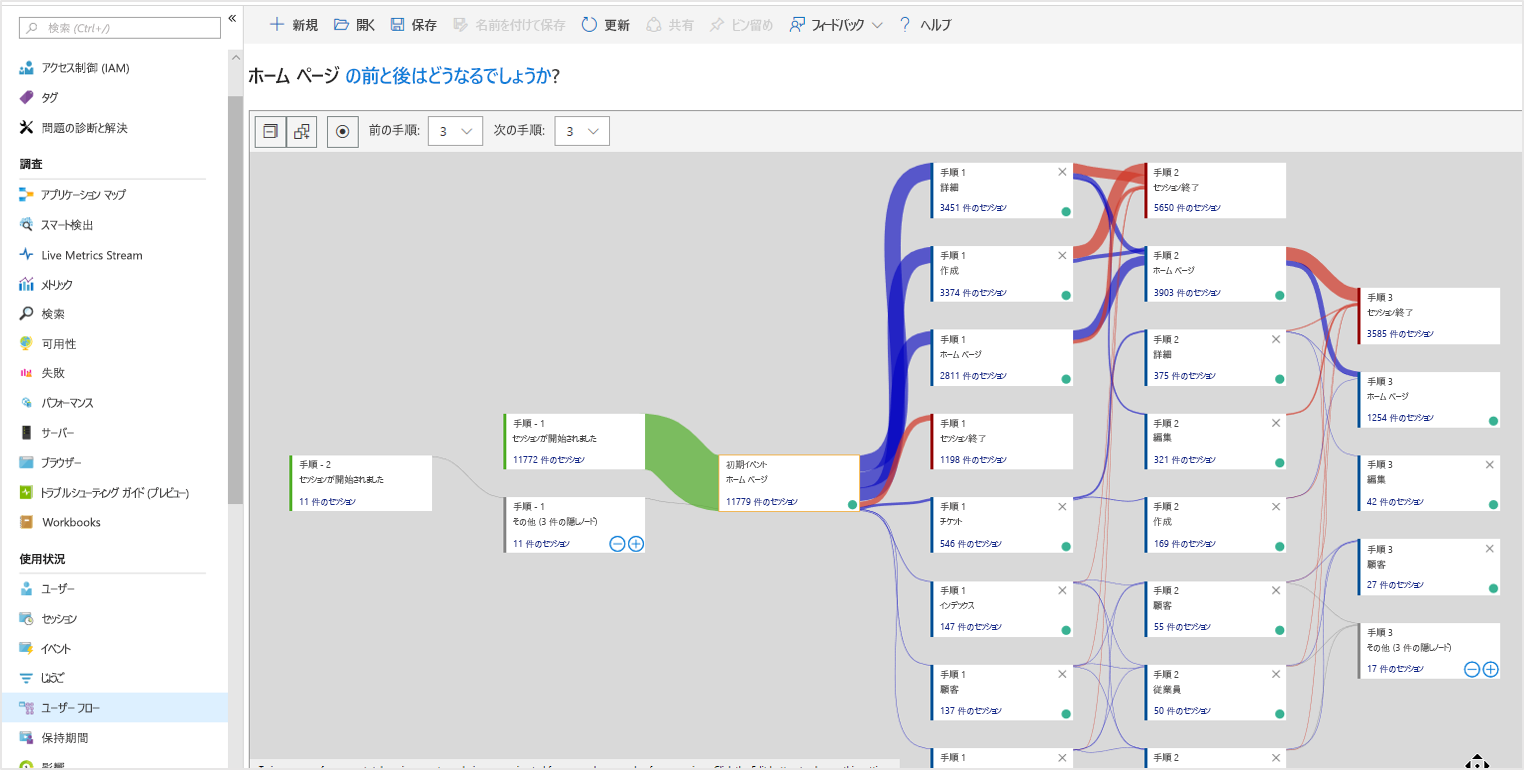 検索 (Ctrl+/)
«
アクセス制御 (IAM)
タグ
問題の診断と解決
調査
アプリケーション マップ
スマート検出
Live Metrics Stream
メトリック
検索
可用性
失敗
パフォーマンス
サーバー
ブラウザー
トラブルシューティング ガイド (プレビュー)
Workbooks
使用状況
ユーザー
セッション
イベント
じょうご
ユーザー フロー
保持期間
影響
新規 開く 保存 名前を付けて保存 更新 共有 ピン留め フィードバック ? ヘルプ
ホーム ページ の前と後はどうなるでしょうか?
前の手順: 3 次の手順: 3
手順 - 2
セッションが開始されました
11 件のセッション
手順 - 1
セッションが開始されました
11772 件のセッション
手順 - 1
その他 (3 件の隠しノード)
11 件のセッション
初期イベント
ホーム ページ
11779 件のセッション
手順 1
詳細
3451 件のセッション
手順 1
作成
3374 件のセッション
手順 1
ホーム ページ
2811 件のセッション
手順 1
セッション終了
1198 件のセッション
手順 1
チケット
546 件のセッション
手順 1
インデックス
147 件のセッション
手順 1
顧客
137 件のセッション
手順 1
手順 2
セッション終了
5650 件のセッション
手順 2
ホーム ページ
3903 件のセッション
手順 2
詳細
375 件のセッション
手順 2
編集
321 件のセッション
手順 2
作成
169 件のセッション
手順 2
顧客
55 件のセッション
手順 2
従業員
50 件のセッション
手順 2
手順 3
セッション終了
3585 件のセッション
手順 3
ホーム ページ
1254 件のセッション
手順 3
編集
42 件のセッション
手順 3
顧客
27 件のセッション
手順 3
その他 (3 件の隠しノード)
17 件のセッション